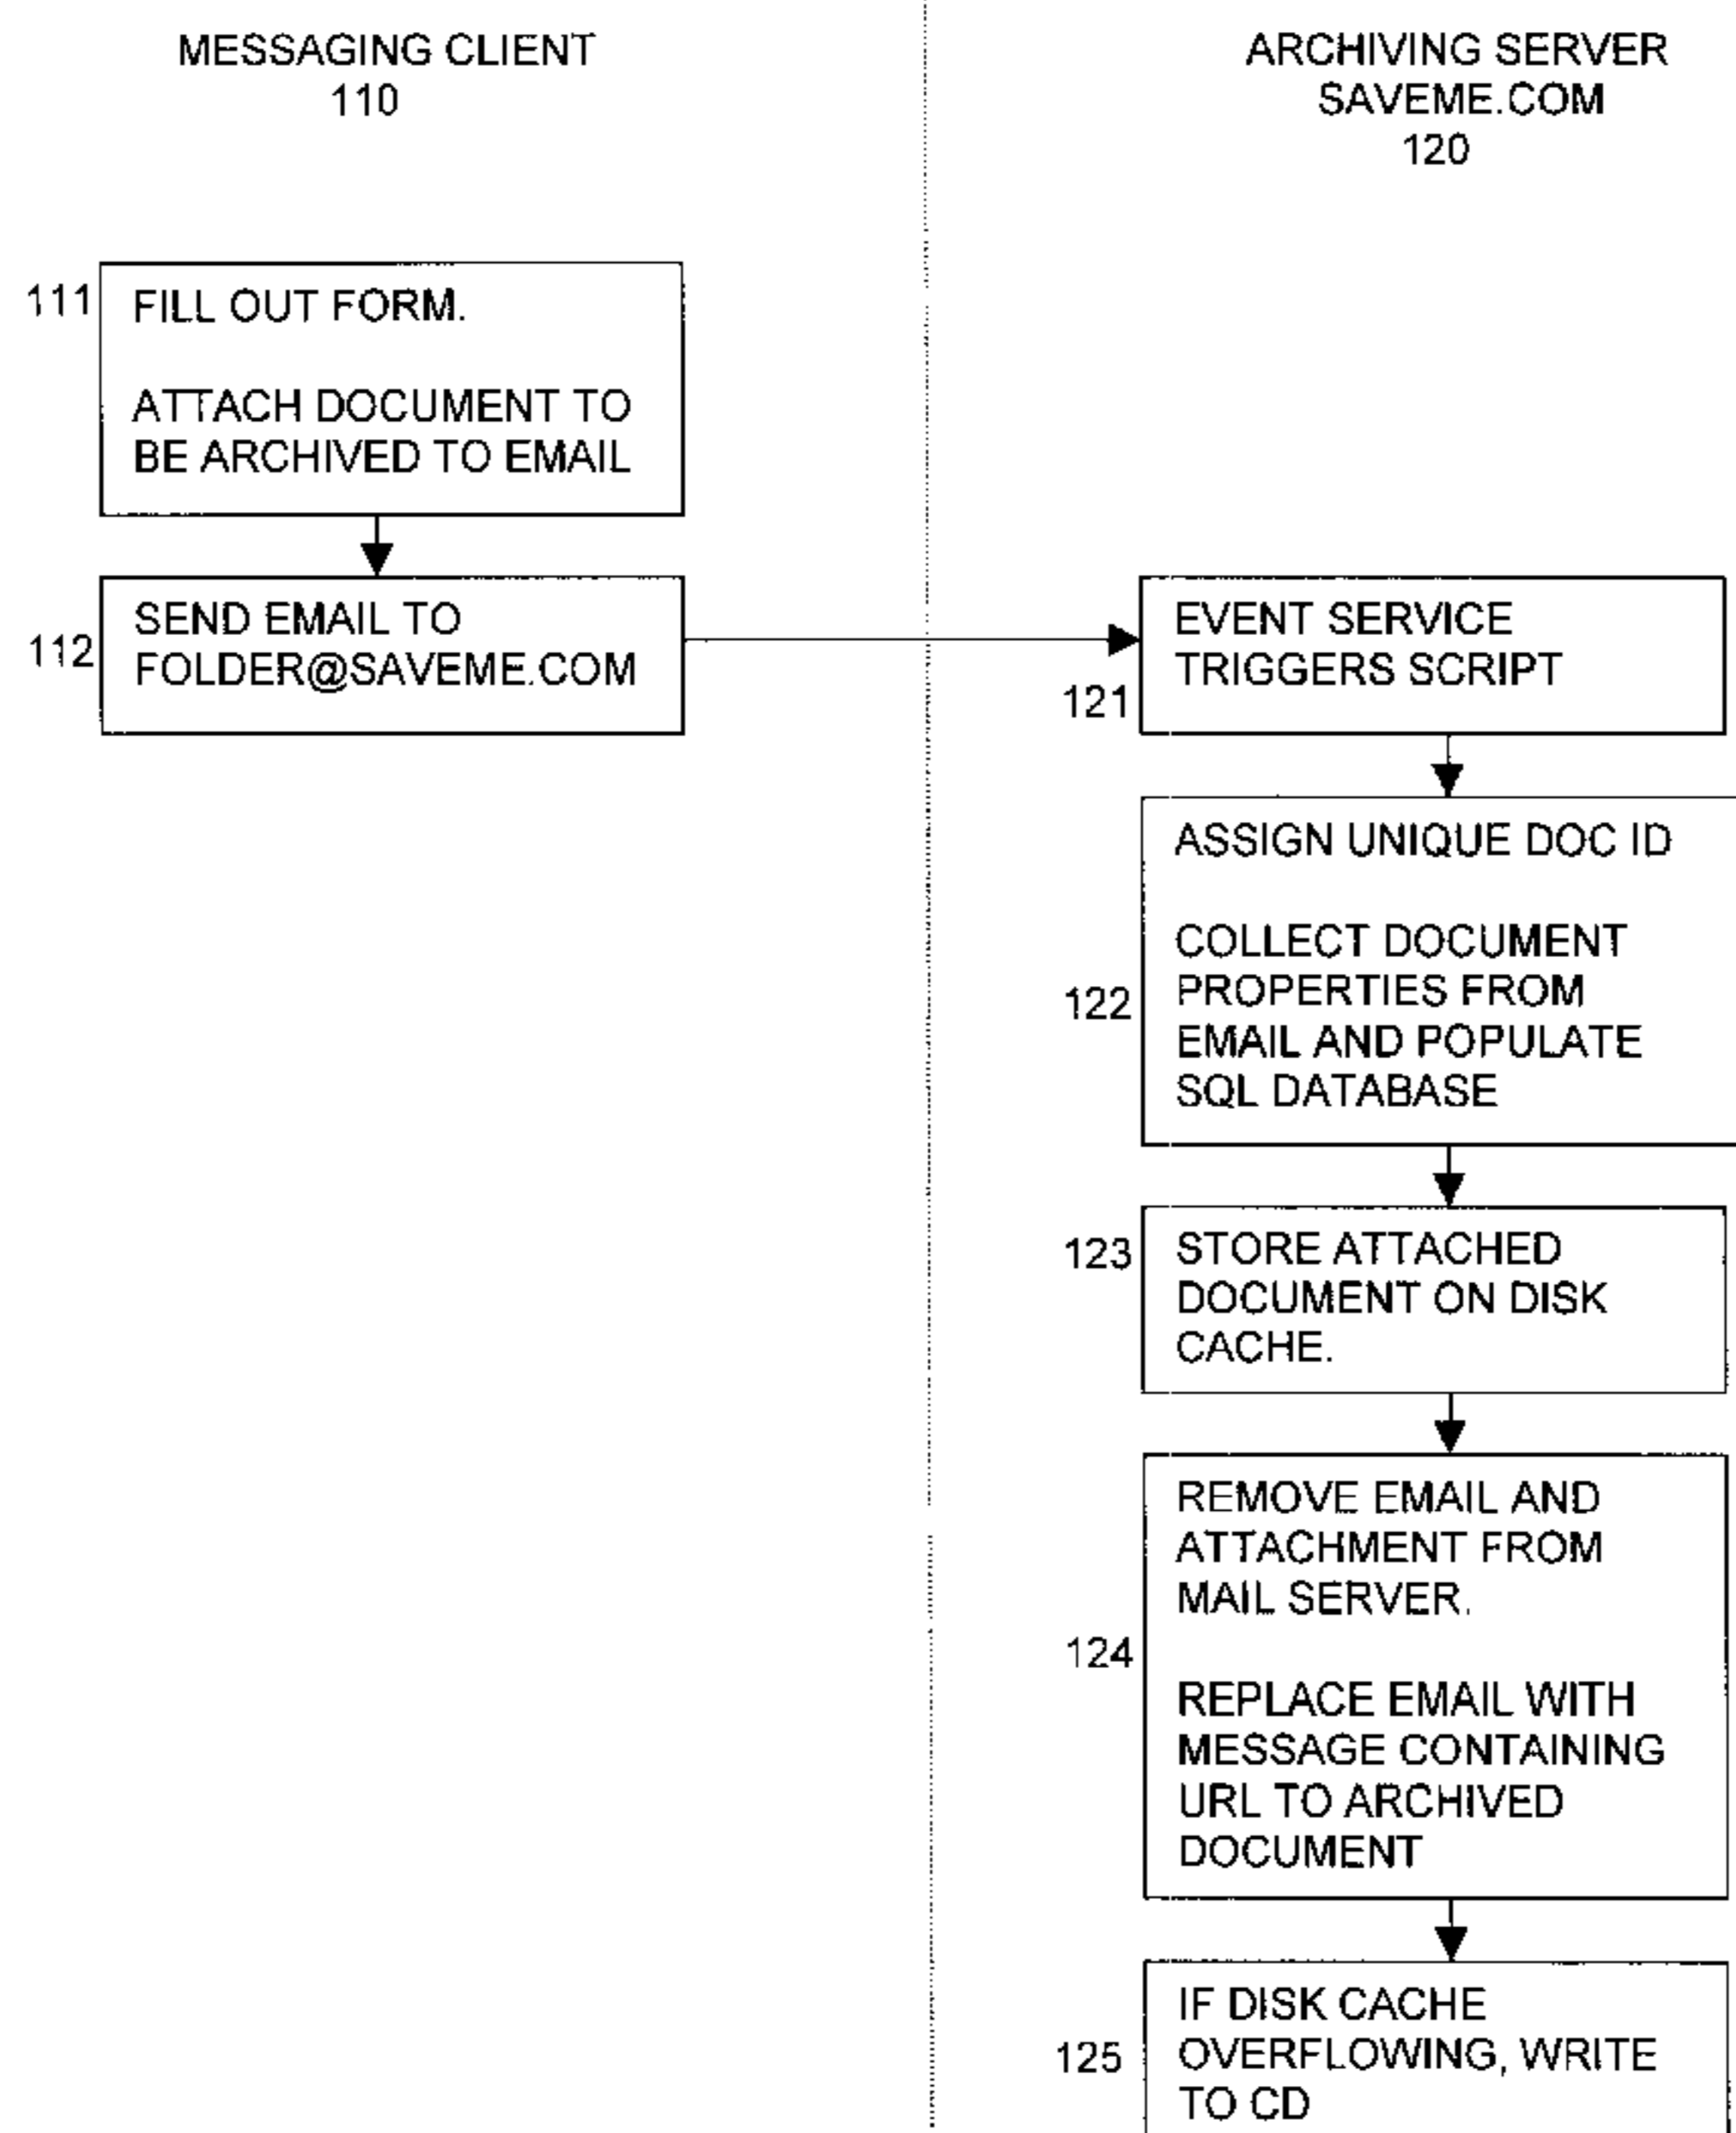 MESSAGING CLIENT
110
ARCHIVING SERVER
SAVEME.COM
120
111
FILL OUT FORM.
ATTACH DOCUMENT TO
BE ARCHIVED TO EMAIL
112
SEND EMAIL TO
FOLDER@SAVEME.COM
121
EVENT SERVICE
TRIGGERS SCRIPT
122
ASSIGN UNIQUE DOC ID
COLLECT DOCUMENT
PROPERTIES FROM
EMAIL AND POPULATE
SQL DATABASE
123
STORE ATTACHED
DOCUMENT ON DISK
CACHE.
124
REMOVE EMAIL AND
ATTACHMENT FROM
MAIL SERVER.
REPLACE EMAIL WITH
MESSAGE CONTAINING
URL TO ARCHIVED
DOCUMENT
125
IF DISK CACHE
OVERFLOWING, WRITE
TO CD